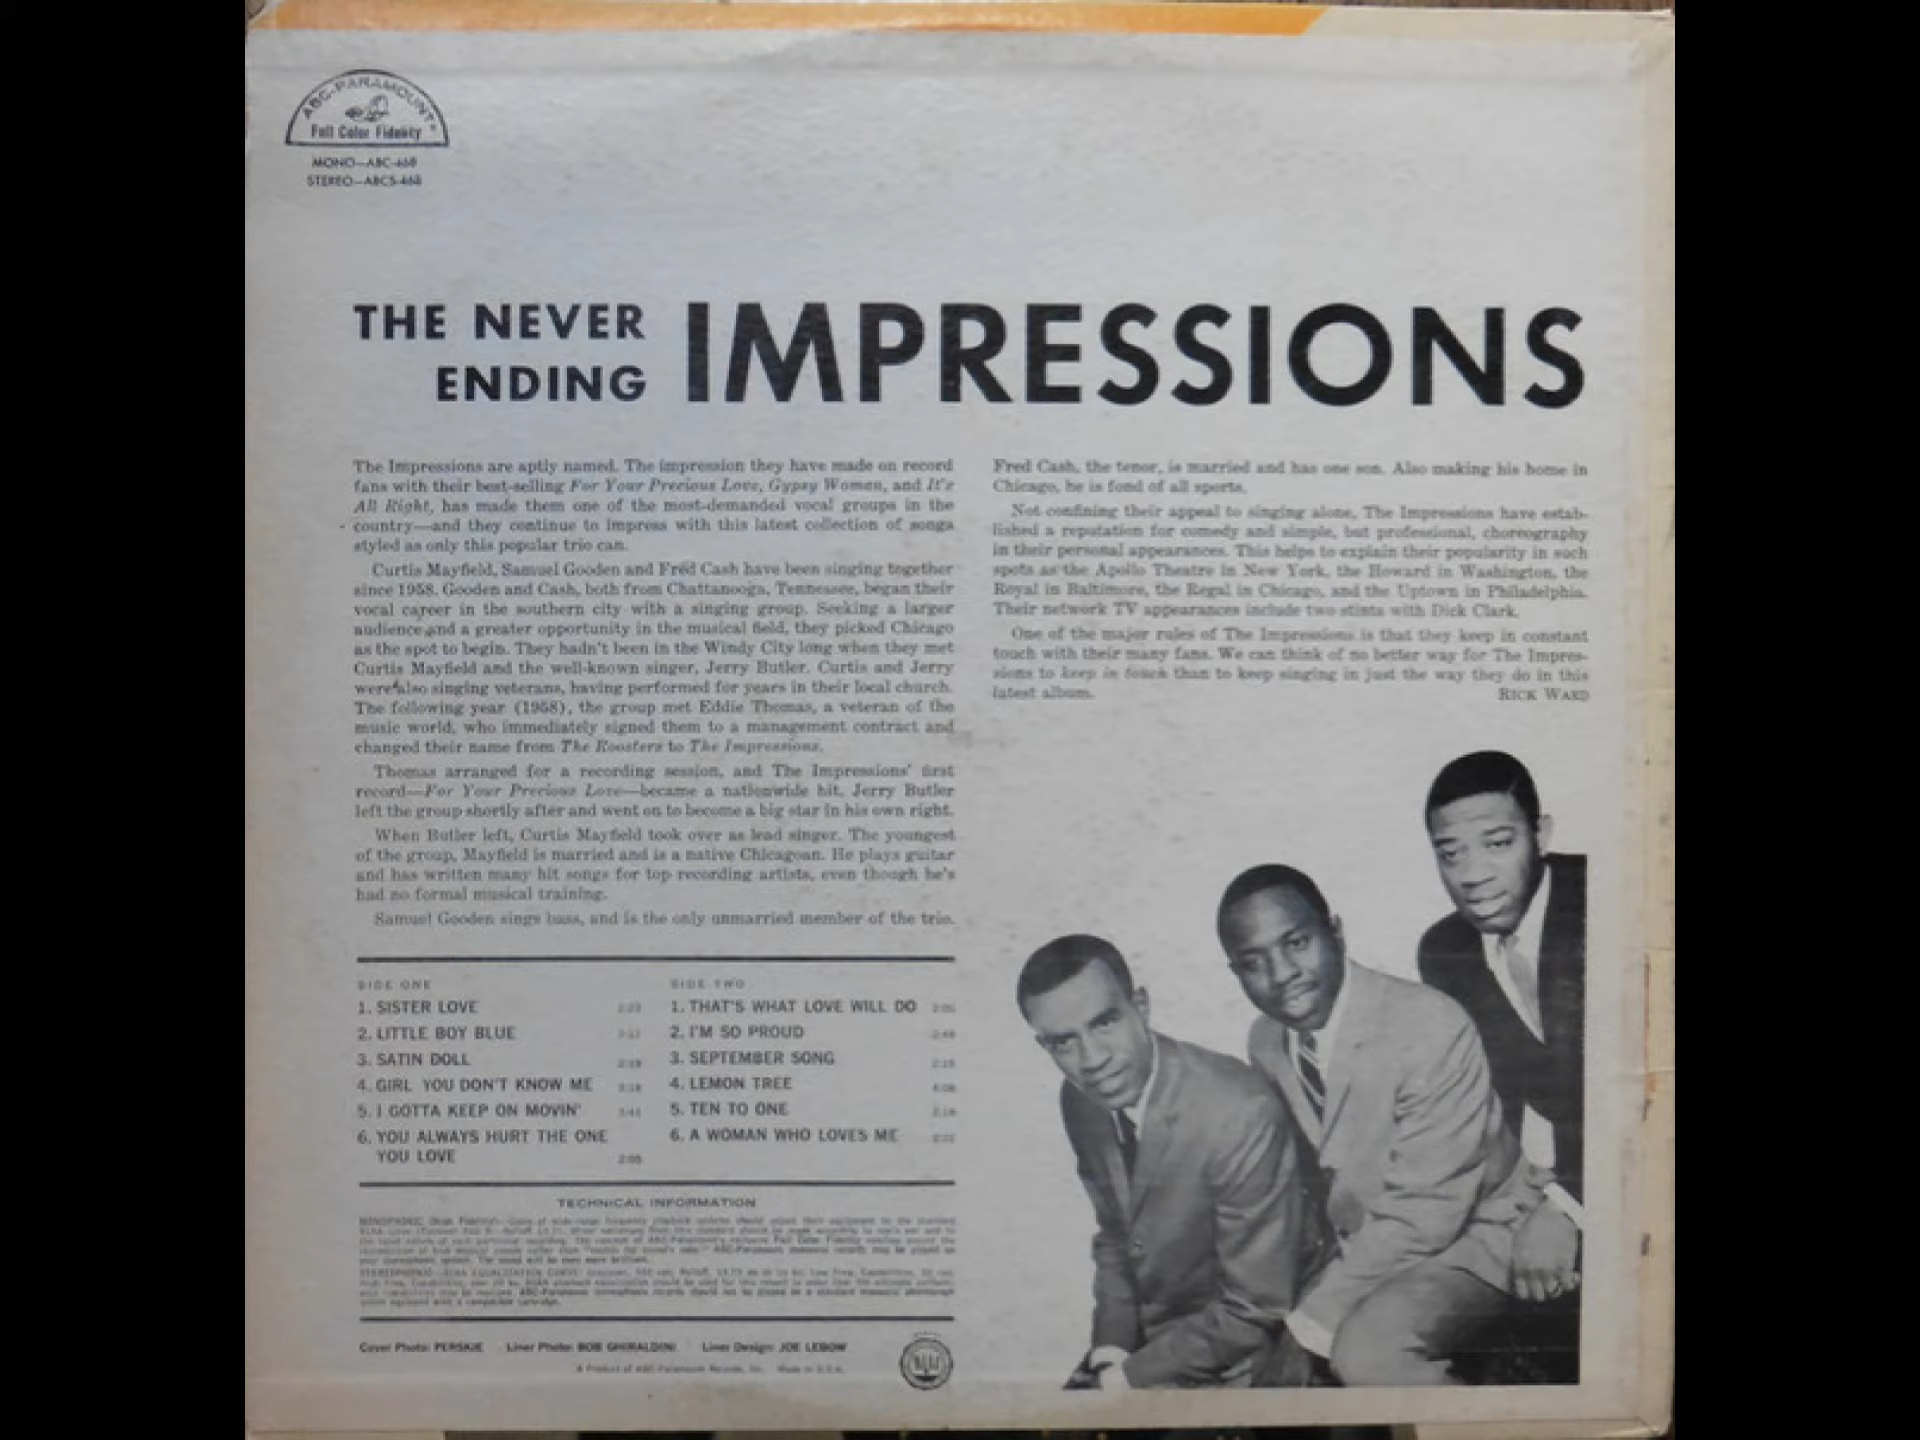 ABC-PARAMOUNT
Full Color Fidelity
MONO—ABC-468
STEREO—ABCS-468
THE NEVER
ENDING
IMPRESSIONS
The Impressions are aptly named. The impression they have made on record
fans with their best-selling For Your Precious Love, Gypsy Woman, and It's
All Right, has made them one of the most-demanded vocal groups in the
country—and they continue to impress with this latest collection of songs
styled as only this popular trio can.
Curtis Mayfield, Samuel Gooden and Fred Cash have been singing together
since 1958. Gooden and Cash, both from Chattanooga, Tennessee, began their
vocal career in the southern city with a singing group. Seeking a larger
audience and a greater opportunity in the musical field, they picked Chicago
as the spot to begin. They hadn't been in the Windy City long when they met
Curtis Mayfield and the well-known singer, Jerry Butler. Curtis and Jerry
were also singing veterans, having performed for years in their local church.
The following year (1958), the group met Eddie Thomas, a veteran of the
music world, who immediately signed them to a management contract and
changed their name from The Roosters to The Impressions.
Thomas arranged for a recording session, and The Impressions' first
record—For Your Precious Love—became a nationwide hit. Jerry Butler
left the group shortly after and went on to become a big star in his own right.
When Butler left, Curtis Mayfield took over as lead singer. The youngest
of the group, Mayfield is married and is a native Chicagoan. He plays guitar
and has written many hit songs for top recording artists, even though he's
had no formal musical training.
Samuel Gooden sings bass, and is the only unmarried member of the trio.
Fred Cash, the tenor, is married and has one son. Also making his home in
Chicago, he is fond of all sports.
Not confining their appeal to singing alone, The Impressions have estab-
lished a reputation for comedy and simple, but professional, choreography
in their personal appearances. This helps to explain their popularity in such
spots as the Apollo Theatre in New York, the Howard in Washington, the
Royal in Baltimore, the Regal in Chicago, and the Uptown in Philadelphia.
Their network TV appearances include two stints with Dick Clark.
One of the major rules of The Impressions is that they keep in constant
touch with their many fans. We can think of no better way for The Impres-
sions to keep in touch than to keep singing in just the way they do in this
latest album. RICK WARD
SIDE ONE
1. SISTER LOVE
2. LITTLE BOY BLUE
3. SATIN DOLL
4. GIRL YOU DON'T KNOW ME
5. I GOTTA KEEP ON MOVIN'
6. YOU ALWAYS HURT THE ONE
YOU LOVE 2:05
SIDE TWO
1. THAT'S WHAT LOVE WILL DO
2. I'M SO PROUD
3. SEPTEMBER SONG
4. LEMON TREE
5. TEN TO ONE
6. A WOMAN WHO LOVES ME
TECHNICAL INFORMATION
Cover Photo: PERSKIE Liner Photo: BOB GHIRALDINI Liner Design: JOE LEBOW
A Product of ABC-Paramount Records, Inc. Made in U.S.A.